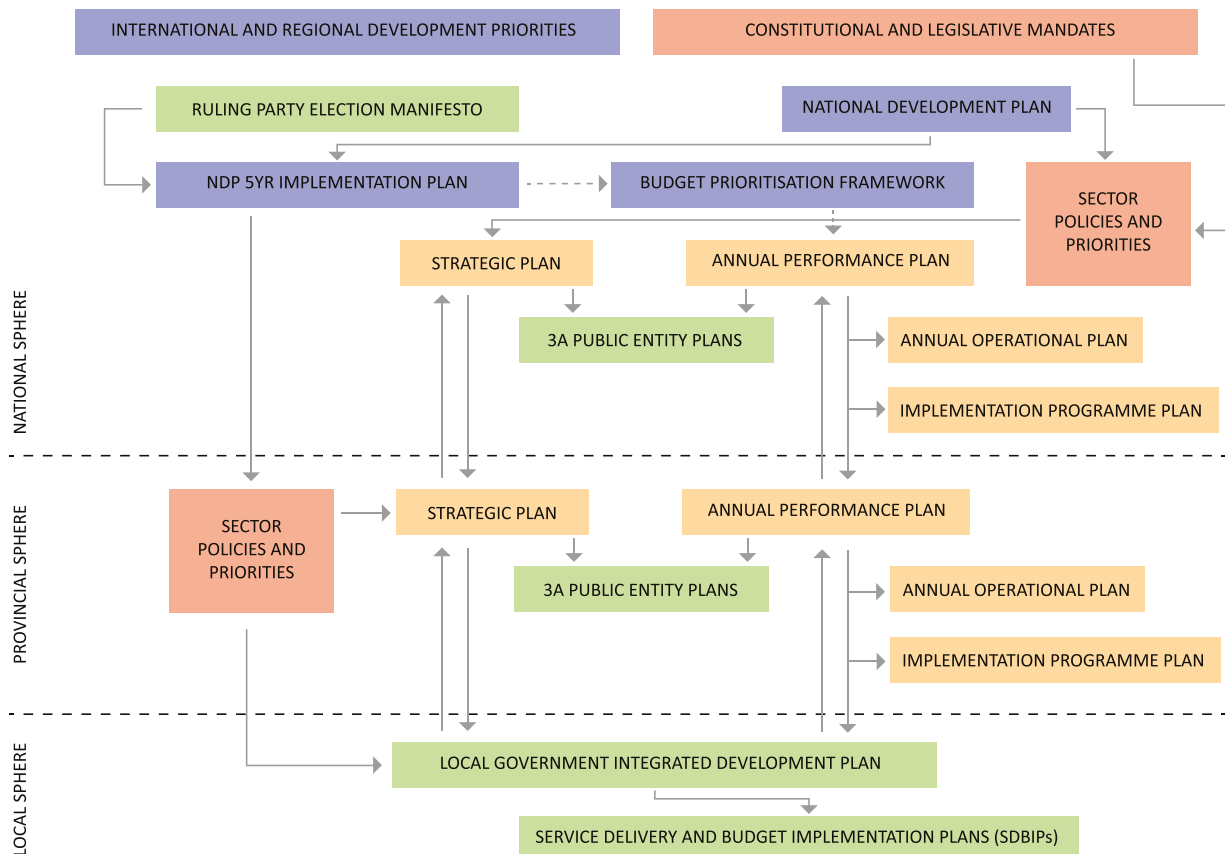 INTERNATIONAL AND REGIONAL DEVELOPMENT PRIORITIES
CONSTITUTIONAL AND LEGISLATIVE MANDATES
RULING PARTY ELECTION MANIFESTO
NATIONAL DEVELOPMENT PLAN
NDP 5YR IMPLEMENTATION PLAN
BUDGET PRIORITISATION FRAMEWORK
SECTOR
POLICIES AND
PRIORITIES
STRATEGIC PLAN
ANNUAL PERFORMANCE PLAN
3A PUBLIC ENTITY PLANS
ANNUAL OPERATIONAL PLAN
IMPLEMENTATION PROGRAMME PLAN
NATIONAL SPHERE
SECTOR
POLICIES AND
PRIORITIES
STRATEGIC PLAN
ANNUAL PERFORMANCE PLAN
3A PUBLIC ENTITY PLANS
ANNUAL OPERATIONAL PLAN
IMPLEMENTATION PROGRAMME PLAN
PROVINCIAL SPHERE
LOCAL GOVERNMENT INTEGRATED DEVELOPMENT PLAN
SERVICE DELIVERY AND BUDGET IMPLEMENTATION PLANS (SDBIPs)
LOCAL SPHERE